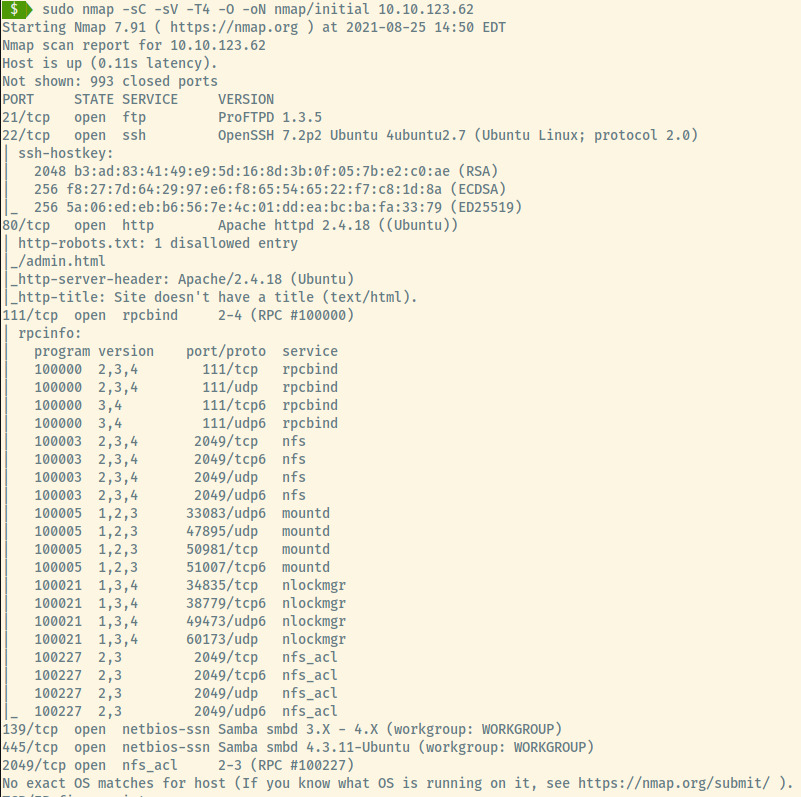 $ sudo nmap -sC -sV -T4 -O -oN nmap/initial 10.10.123.62
Starting Nmap 7.91 ( https://nmap.org ) at 2021-08-25 14:50 EDT
Nmap scan report for 10.10.123.62
Host is up (0.11s latency).
Not shown: 993 closed ports
PORT     STATE SERVICE     VERSION
21/tcp   open  ftp         ProFTPD 1.3.5
22/tcp   open  ssh         OpenSSH 7.2p2 Ubuntu 4ubuntu2.7 (Ubuntu Linux; protocol 2.0)
| ssh-hostkey:
|   2048 b3:ad:83:41:49:e9:5d:16:8d:3b:0f:05:7b:e2:c0:ae (RSA)
|   256 f8:27:7d:64:29:97:e6:f8:65:54:65:22:f7:c8:1d:8a (ECDSA)
|_  256 5a:06:ed:eb:b6:56:7e:4c:01:dd:ea:bc:ba:fa:33:79 (ED25519)
80/tcp   open  http        Apache httpd 2.4.18 ((Ubuntu))
| http-robots.txt: 1 disallowed entry
|_/admin.html
|_http-server-header: Apache/2.4.18 (Ubuntu)
|_http-title: Site doesn't have a title (text/html).
111/tcp  open  rpcbind     2-4 (RPC #100000)
| rpcinfo:
|   program version    port/proto  service
|   100000  2,3,4        111/tcp   rpcbind
|   100000  2,3,4        111/udp   rpcbind
|   100000  3,4          111/tcp6  rpcbind
|   100000  3,4          111/udp6  rpcbind
|   100003  2,3,4       2049/tcp   nfs
|   100003  2,3,4       2049/tcp6  nfs
|   100003  2,3,4       2049/udp   nfs
|   100003  2,3,4       2049/udp6  nfs
|   100005  1,2,3      33083/udp6  mountd
|   100005  1,2,3      47895/udp   mountd
|   100005  1,2,3      50981/tcp   mountd
|   100005  1,2,3      51007/tcp6  mountd
|   100021  1,3,4      34835/tcp   nlockmgr
|   100021  1,3,4      38779/tcp6  nlockmgr
|   100021  1,3,4      49473/udp6  nlockmgr
|   100021  1,3,4      60173/udp   nlockmgr
|   100227  2,3         2049/tcp   nfs_acl
|   100227  2,3         2049/tcp6  nfs_acl
|   100227  2,3         2049/udp   nfs_acl
|_  100227  2,3         2049/udp6  nfs_acl
139/tcp  open  netbios-ssn Samba smbd 3.X - 4.X (workgroup: WORKGROUP)
445/tcp  open  netbios-ssn Samba smbd 4.3.11-Ubuntu (workgroup: WORKGROUP)
2049/tcp open  nfs_acl     2-3 (RPC #100227)
No exact OS matches for host (If you know what OS is running on it, see https://nmap.org/submit/ ).